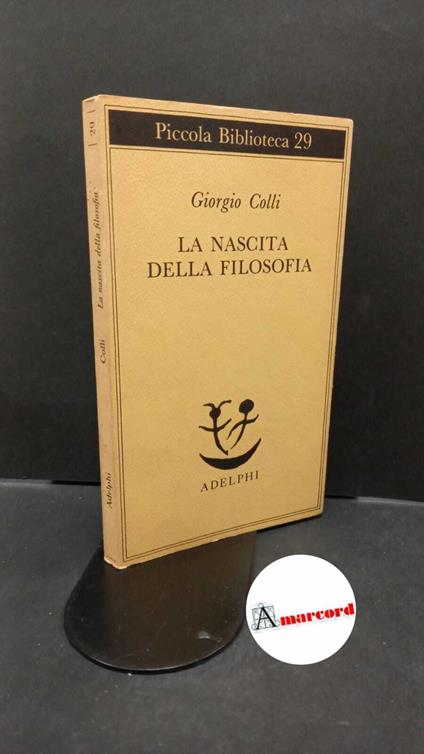 Piccola Biblioteca 29
Giorgio Colli
LA NASCITA
DELLA FILOSOFIA
ADELPHI
29
La nascita della filosofia
Colli
Adelphi
Amarcord